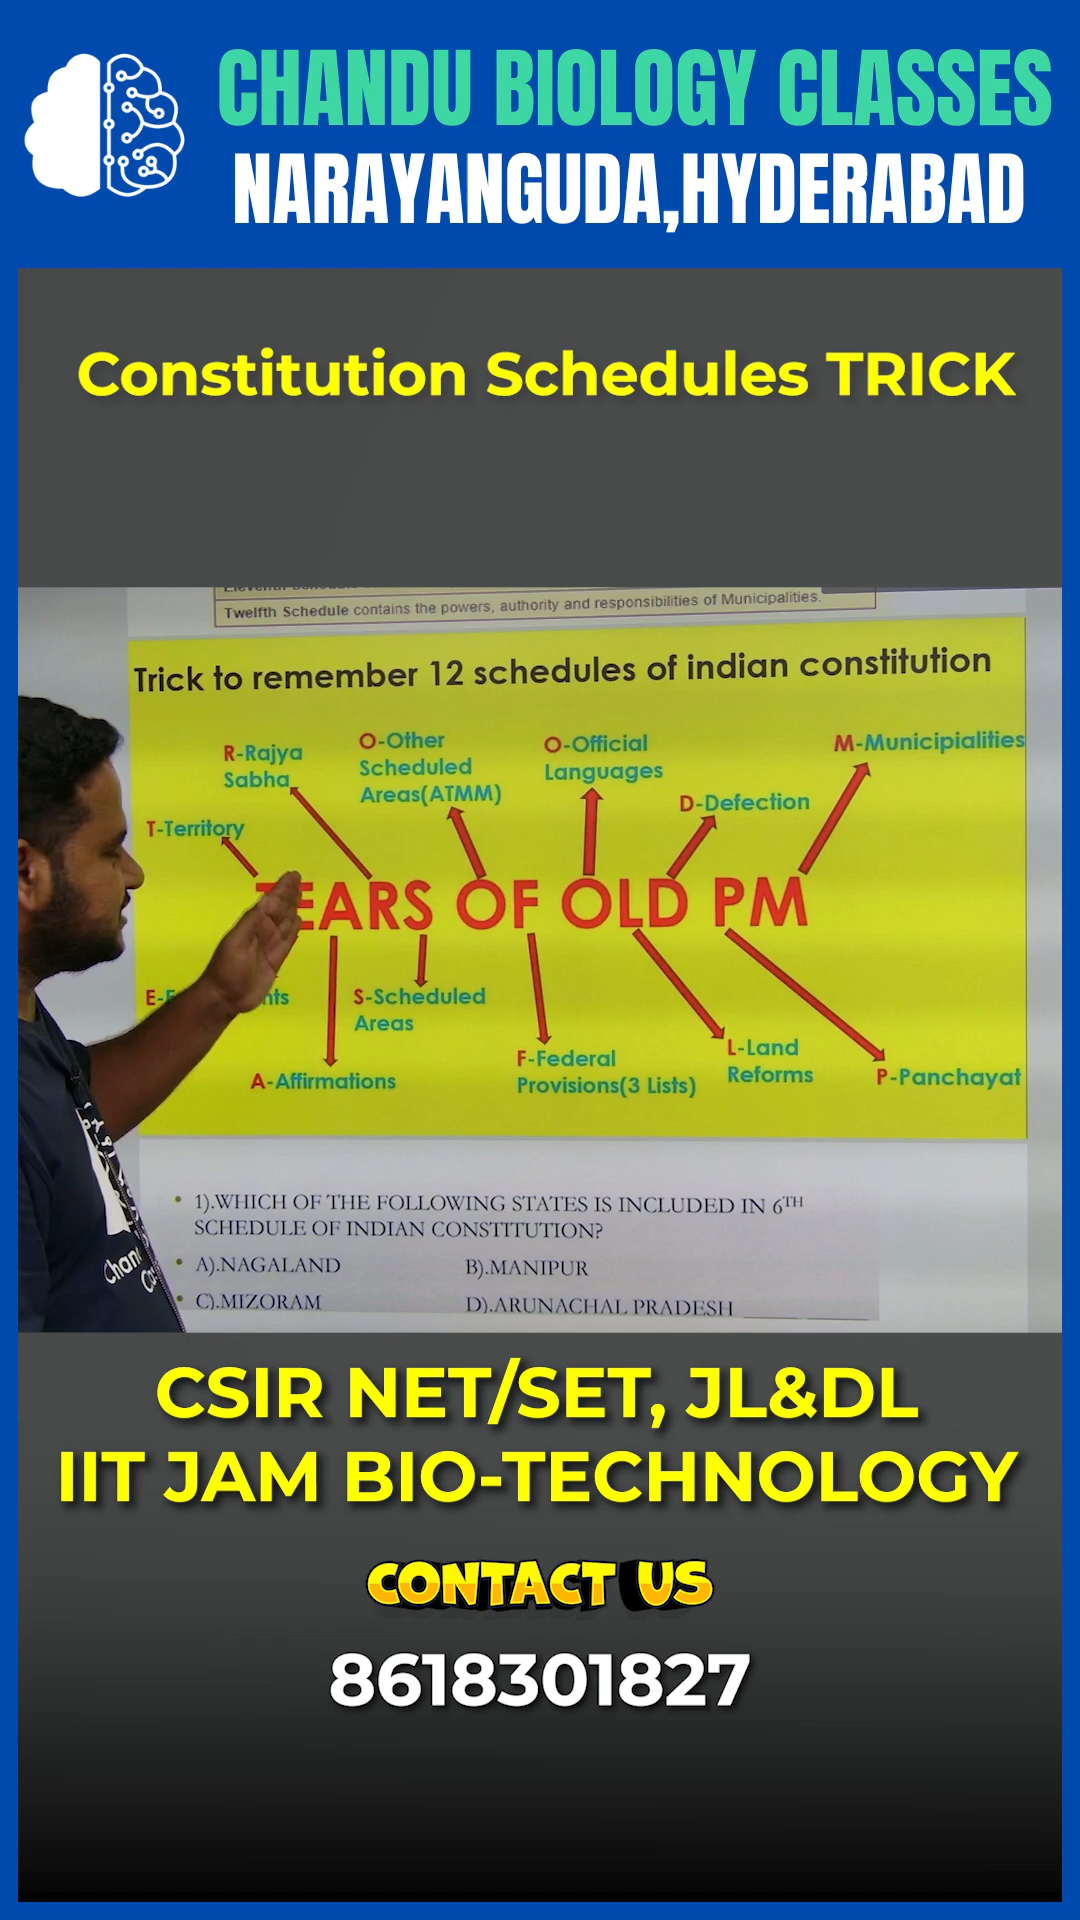 CHANDU BIOLOGY CLASSES
NARAYANGUDA,HYDERABAD
Constitution Schedules TRICK
Twelfth Schedule contains the powers, authority and responsibilities of Municipalities.
Trick to remember 12 schedules of indian constitution
R-Rajya
Sabha
O-Other
Scheduled
Areas(ATMM)
O-Official
Languages
M-Municipialities
D-Defection
T-Territory
TEARS OF OLD PM
S-Scheduled
Areas
A-Affirmations
F-Federal
Provisions(3 Lists)
L-Land
Reforms
P-Panchayat
• 1).WHICH OF THE FOLLOWING STATES IS INCLUDED IN 6TH
SCHEDULE OF INDIAN CONSTITUTION?
• A).NAGALAND B).MANIPUR
• C).MIZORAM D).ARUNACHAL PRADESH
CSIR NET/SET, JL&DL
IIT JAM BIO-TECHNOLOGY
CONTACT US
8618301827